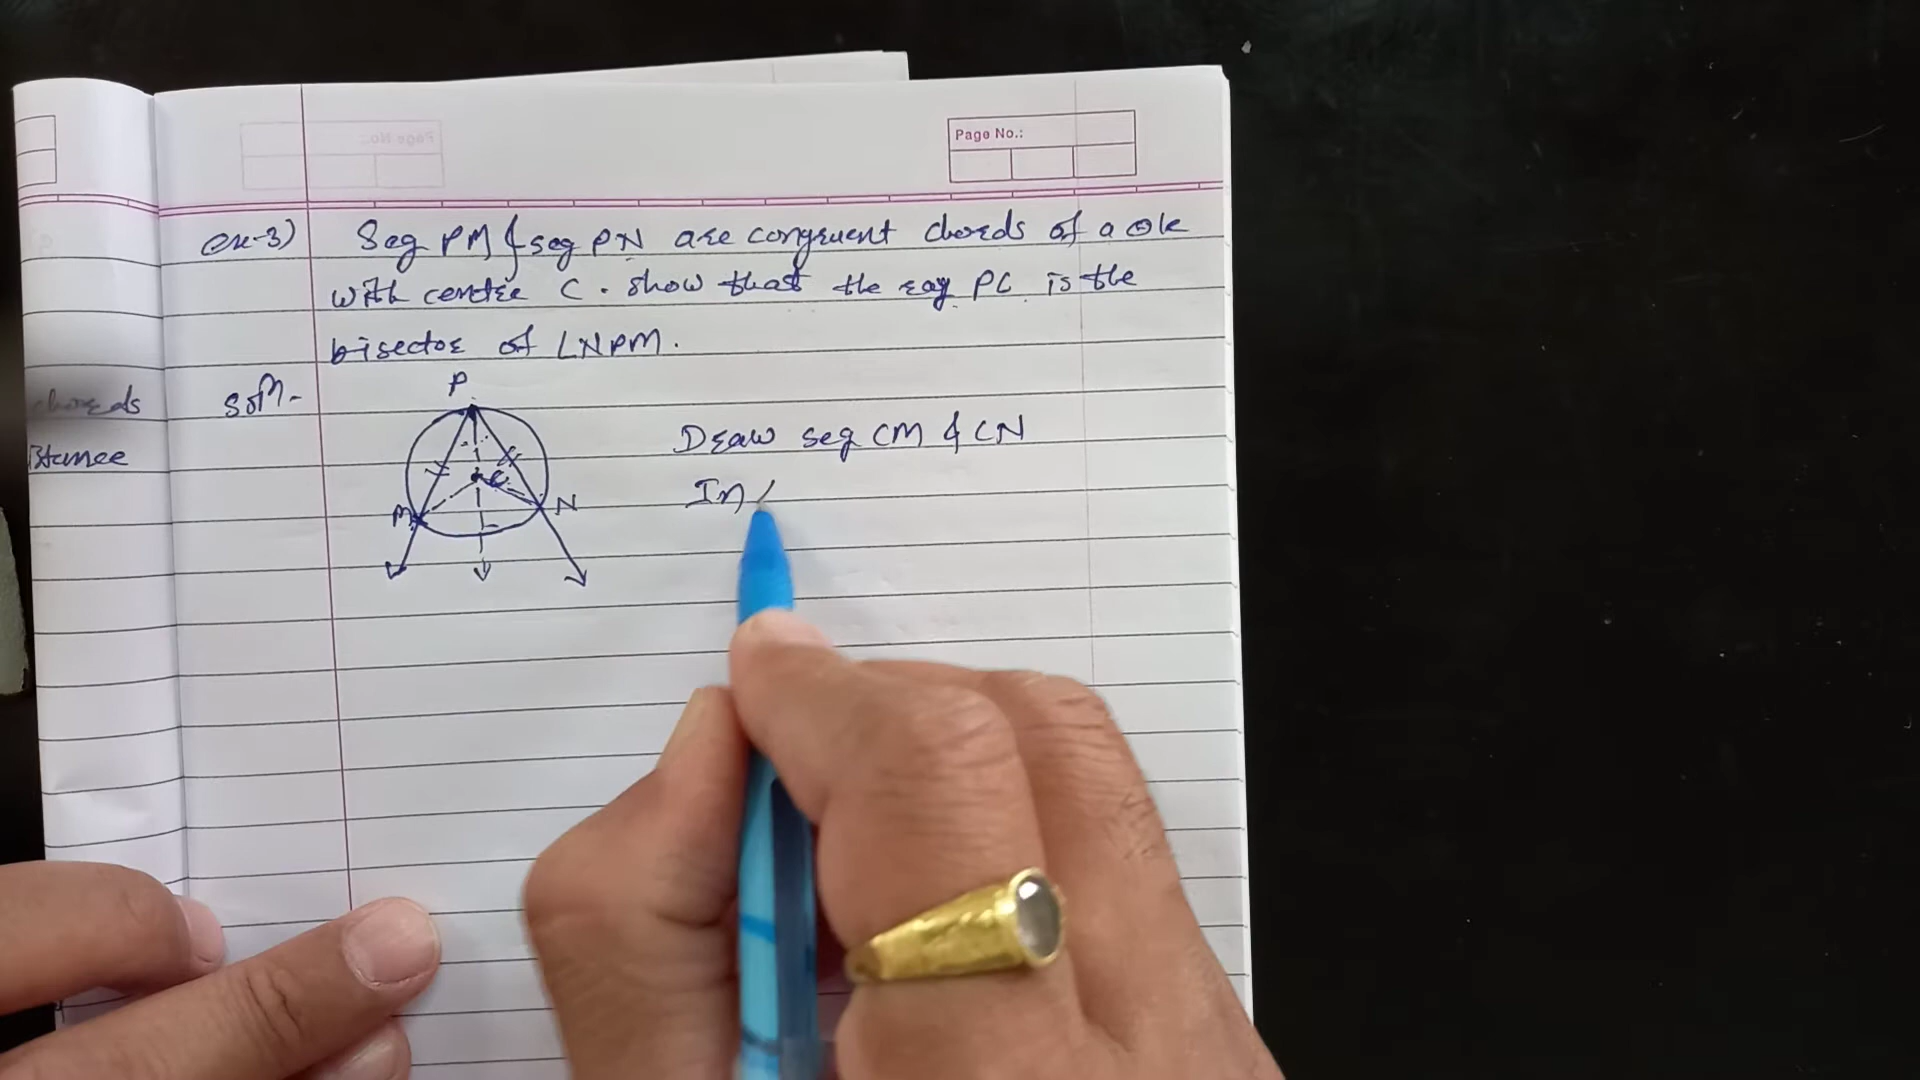 Page No.:
ex-3) Seg PM & seg PN are congruent chords of a ⊙le
with centre C. show that the ray PC is the
bisector of ∠NPM.
chords
soln-
P
Draw seg CM & CN
Distance
C
In
M
N